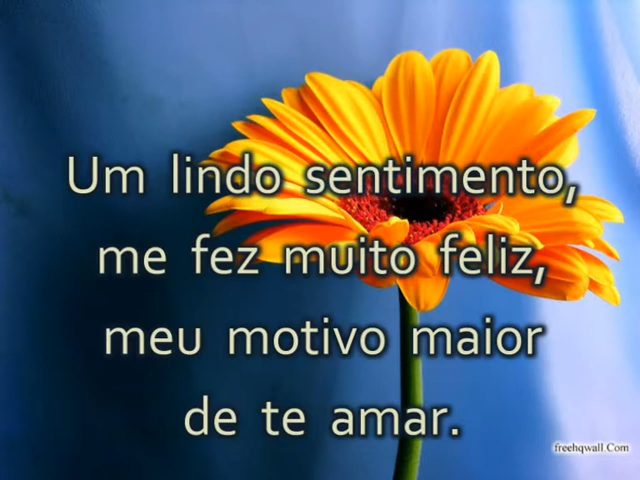 Um lindo sentimento,
me fez muito feliz,
meu motivo maior
de te amar.
freehqwall.Com